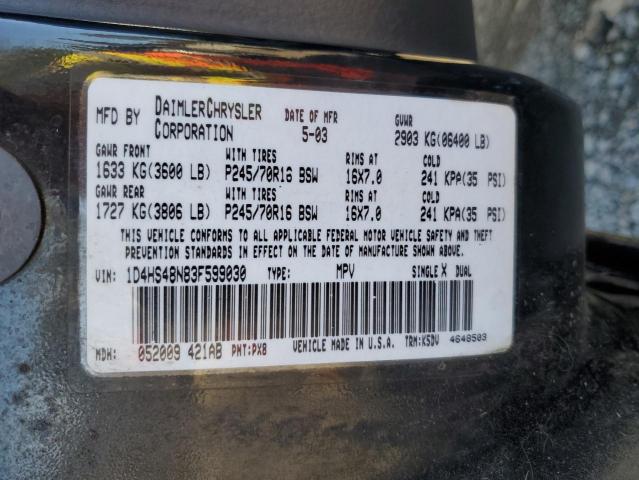 MFD BY DAIMLERCHRYSLER CORPORATION DATE OF MFR 5-03 GVWR 2903 KG(06400 LB)
GAWR FRONT WITH TIRES RIMS AT COLD
1633 KG(3600 LB) P245/70R16 BSW 16X7.0 241 KPA(35 PSI)
GAWR REAR WITH TIRES RIMS AT COLD
1727 KG(3806 LB) P245/70R16 BSW 16X7.0 241 KPA(35 PSI)
THIS VEHICLE CONFORMS TO ALL APPLICABLE FEDERAL MOTOR VEHICLE SAFETY AND THEFT
PREVENTION STANDARDS IN EFFECT ON THE DATE OF MANUFACTURE SHOWN ABOVE.
VIN: 1D4HS48N83F599030 TYPE: MPV SINGLE X DUAL
MDH: 052009 421AB PNT:PX8 VEHICLE MADE IN U.S.A. TRM:K5DV 4648503